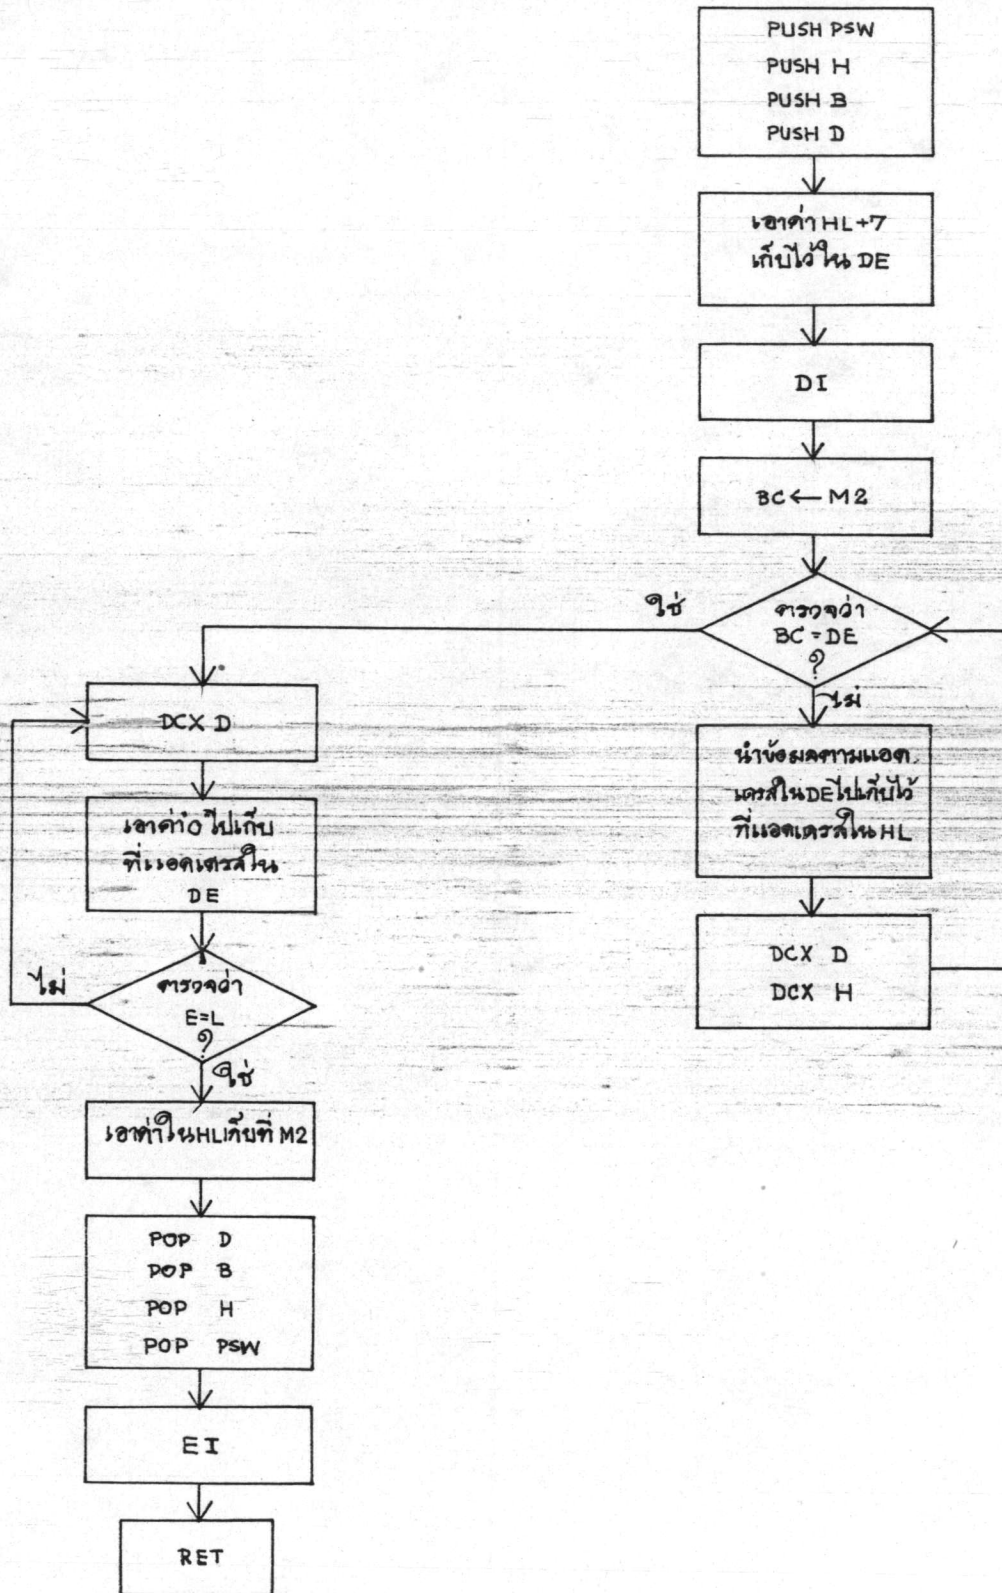 PUSH PSW
PUSH H
PUSH B
PUSH D
เอาค่า HL+7
เก็บไว้ใน DE
DI
BC ← M2
ตรวจว่า
BC = DE
?
ใช่
ไม่
นำข้อมูลตามแอด
เดรสใน DE ไปเก็บไว้
ที่แอดเดรสใน HL
DCX D
DCX H
DCX D
เอาค่า 0 ไปเก็บ
ที่แอดเดรสใน
DE
ตรวจว่า
E=L
?
ไม่
ใช่
เอาค่าใน HL เก็บที่ M2
POP D
POP B
POP H
POP PSW
EI
RET